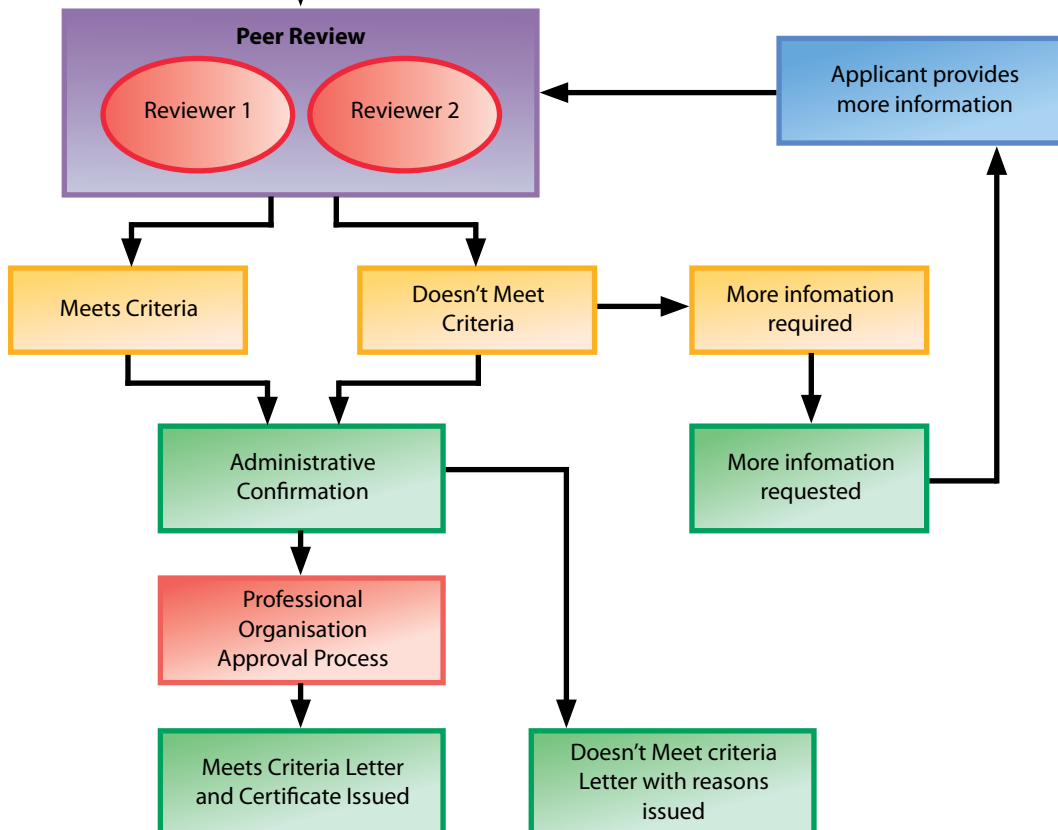 Peer Review
Reviewer 1
Reviewer 2
Applicant provides
more information
Meets Criteria
Doesn't Meet
Criteria
More infomation
required
Administrative
Confirmation
More infomation
requested
Professional
Organisation
Approval Process
Meets Criteria Letter
and Certificate Issued
Doesn't Meet criteria
Letter with reasons
issued